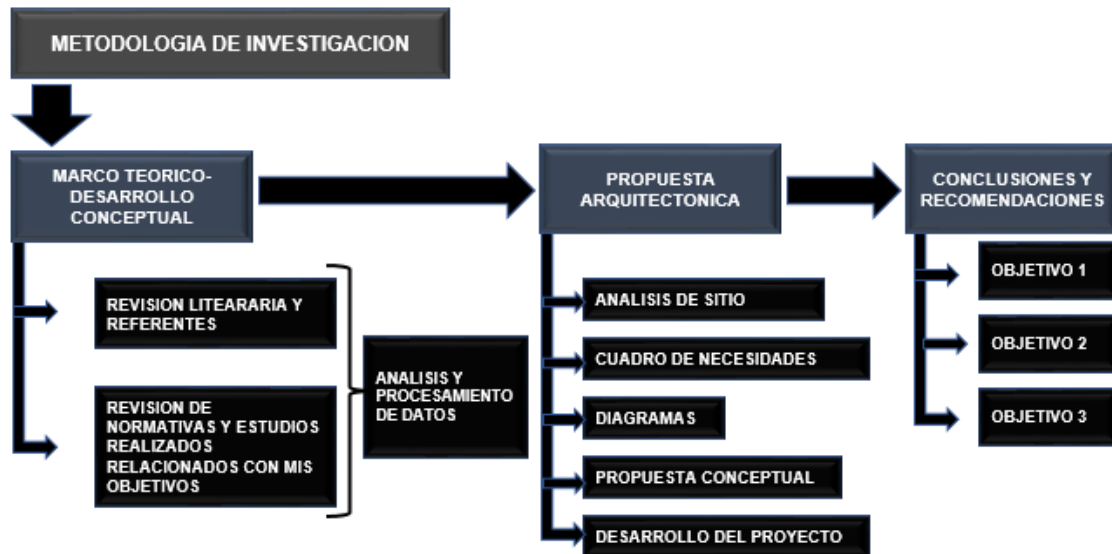 METODOLOGIA DE INVESTIGACION
MARCO TEORICO-
DESARROLLO
CONCEPTUAL
REVISION LITEARARIA Y
REFERENTES
REVISION DE
NORMATIVAS Y ESTUDIOS
REALIZADOS
RELACIONADOS CON MIS
OBJETIVOS
ANALISIS Y
PROCESAMIENTO
DE DATOS
PROPUESTA
ARQUITECTONICA
ANALISIS DE SITIO
CUADRO DE NECESIDADES
DIAGRAMAS
PROPUESTA CONCEPTUAL
DESARROLLO DEL PROYECTO
CONCLUSIONES Y
RECOMENDACIONES
OBJETIVO 1
OBJETIVO 2
OBJETIVO 3